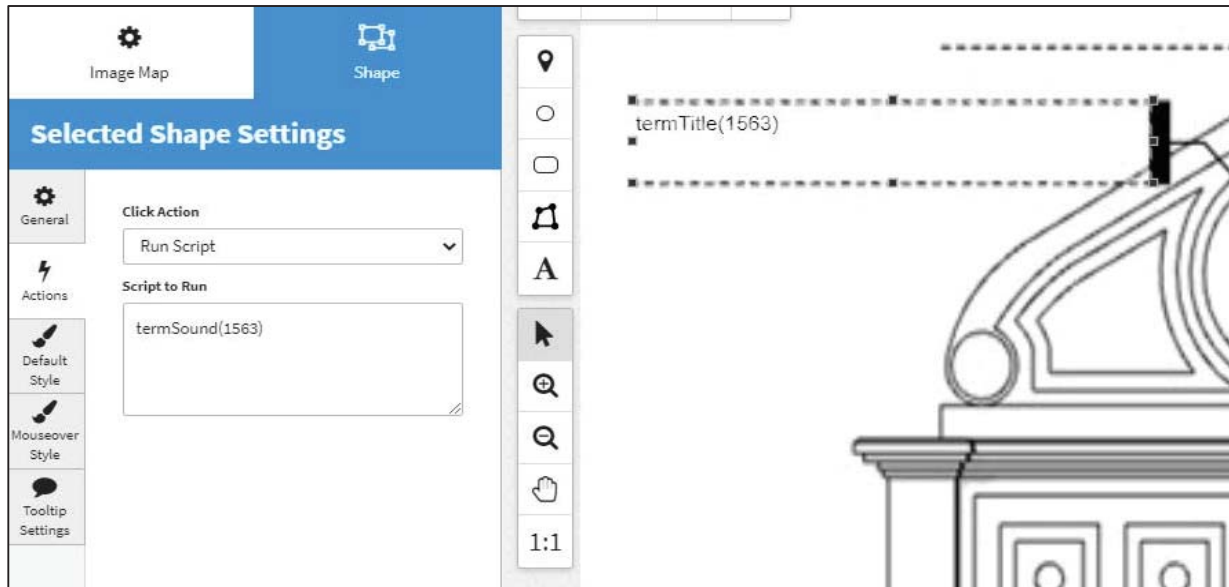 Image Map
Shape
Selected Shape Settings
General
Actions
Default
Style
Mouseover
Style
Tooltip
Settings
Click Action
Run Script
Script to Run
termSound(1563)
A
1:1
termTitle(1563)